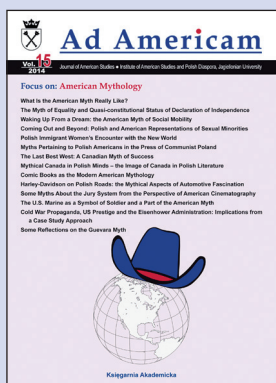 Ad Americam
Vol. 15
2014
Journal of American Studies ● Institute of American Studies and Polish Diaspora, Jagiellonian University
Focus on: American Mythology
What is the American Myth Really Like?
The Myth of Equality and Quasi-constitutional Status of Declaration of Independence
Waking Up From a Dream: the American Myth of Social Mobility
Coming Out and Beyond: Polish and American Representations of Sexual Minorities
Polish Immigrant Women's Encounter with the New World
Myths Pertaining to Polish Americans in the Press of Communist Poland
The Last Best West: A Canadian Myth of Success
Mythical Canada in Polish Minds – the Image of Canada in Polish Literature
Comic Books as the Modern American Mythology
Harley-Davidson on Polish Roads: the Mythical Aspects of Automotive Fascination
Some Myths About the Jury System from the Perspective of American Cinematography
The U.S. Marine as a Symbol of Soldier and a Part of the American Myth
Cold War Propaganda, US Prestige and the Eisenhower Administration: Implications from
a Case Study Approach
Some Reflections on the Guevara Myth
Księgarnia Akademicka